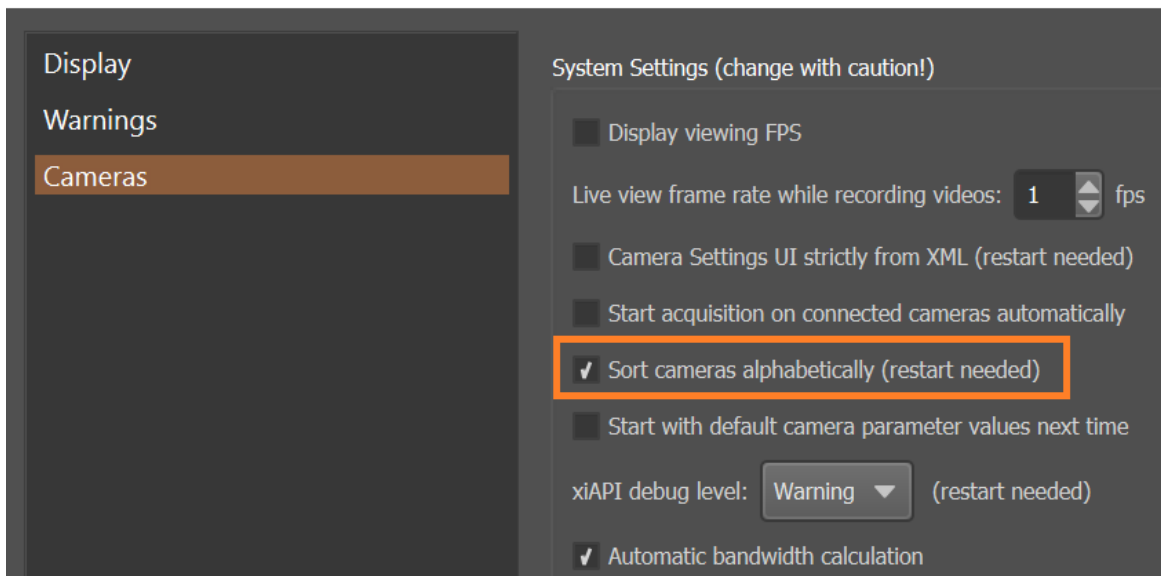 Display
Warnings
Cameras
System Settings (change with caution!)
Display viewing FPS
Live view frame rate while recording videos: 1 fps
Camera Settings UI strictly from XML (restart needed)
Start acquisition on connected cameras automatically
Sort cameras alphabetically (restart needed)
Start with default camera parameter values next time
xiAPI debug level: Warning (restart needed)
Automatic bandwidth calculation